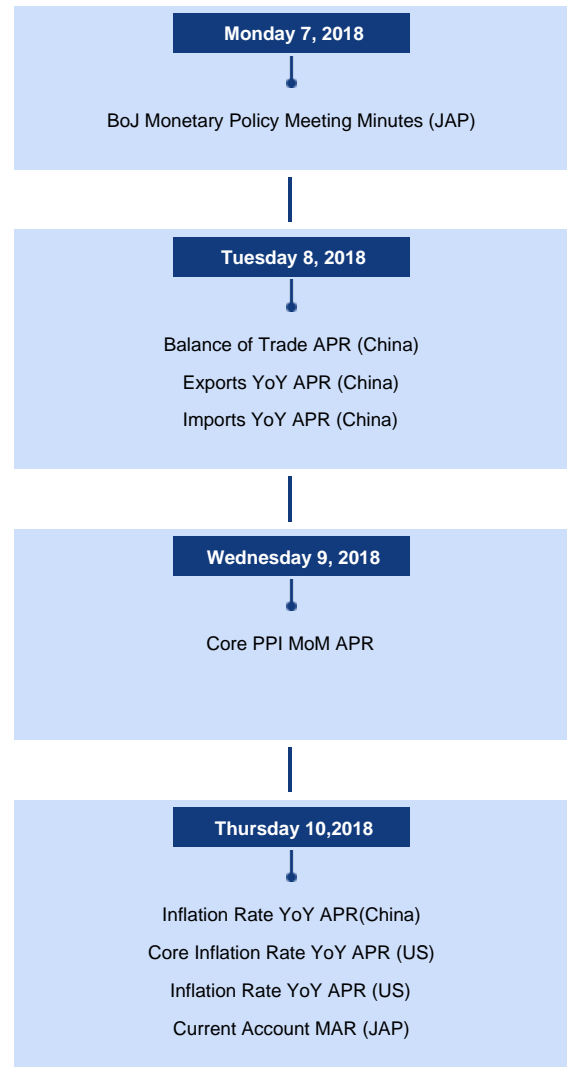 Monday 7, 2018
BoJ Monetary Policy Meeting Minutes (JAP)
Tuesday 8, 2018
Balance of Trade APR (China)
Exports YoY APR (China)
Imports YoY APR (China)
Wednesday 9, 2018
Core PPI MoM APR
Thursday 10,2018
Inflation Rate YoY APR(China)
Core Inflation Rate YoY APR (US)
Inflation Rate YoY APR (US)
Current Account MAR (JAP)